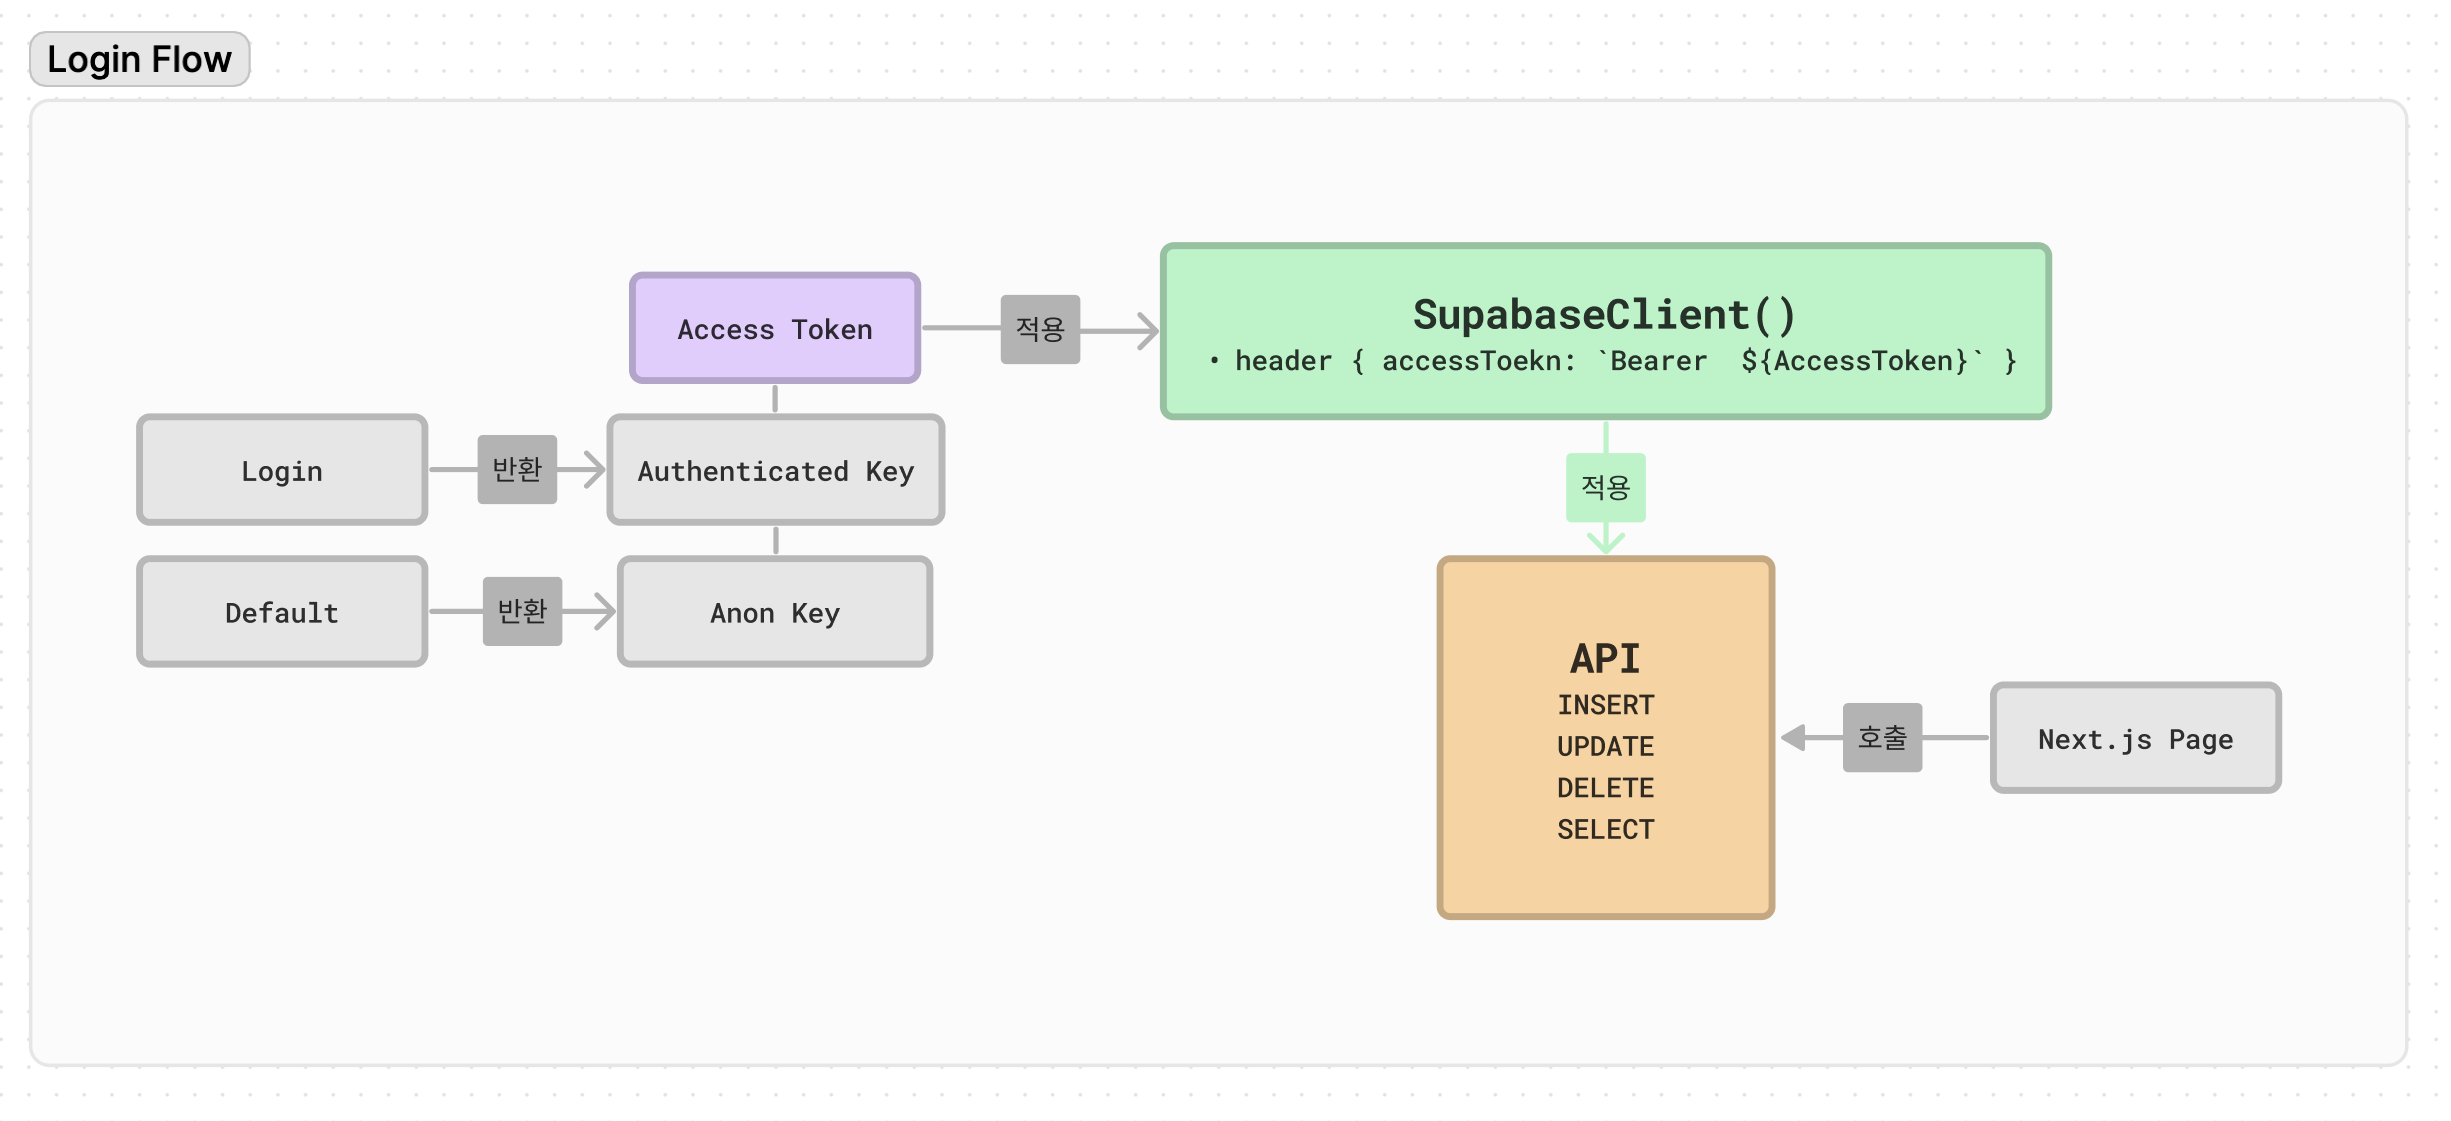 Login Flow
Access Token
적용
SupabaseClient()
• header { accessToekn: `Bearer  ${AccessToken}` }
Login
반환
Authenticated Key
적용
Default
반환
Anon Key
API
INSERT
UPDATE
DELETE
SELECT
호출
Next.js Page